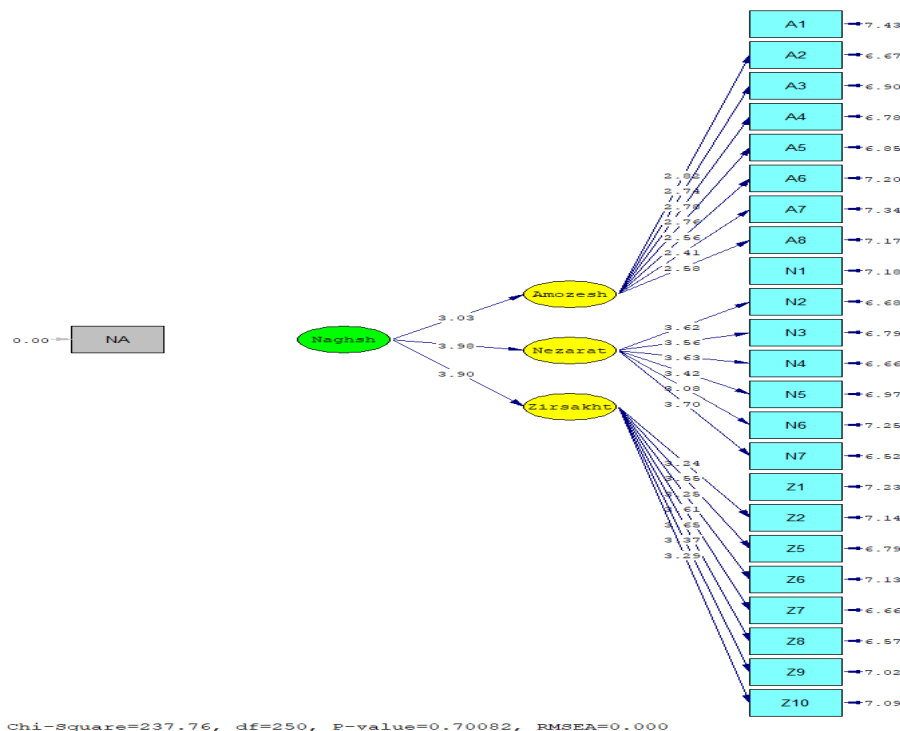 A1 7.43
A2 6.67
A3 6.90
A4 6.78
A5 6.85
2.82
A6 7.20
2.74
2.78
A7 7.34
2.76
2.56
A8 7.17
2.41
2.58
N1 7.18
Amozesh
N2 6.68
3.03
3.62
N3 6.79
0.00 NA Naghsh 3.98 Nezarat 3.56
3.63
N4 6.66
3.42
3.90
3.08
N5 6.97
Zirsakht 3.70
N6 7.25
N7 6.52
3.24
3.55
Z1 7.23
3.25
3.61
Z2 7.14
3.65
3.37
Z5 6.79
3.29
Z6 7.13
Z7 6.66
Z8 6.57
Z9 7.02
Z10 7.09
Chi-Square=237.76, df=250, P-value=0.70082, RMSEA=0.000